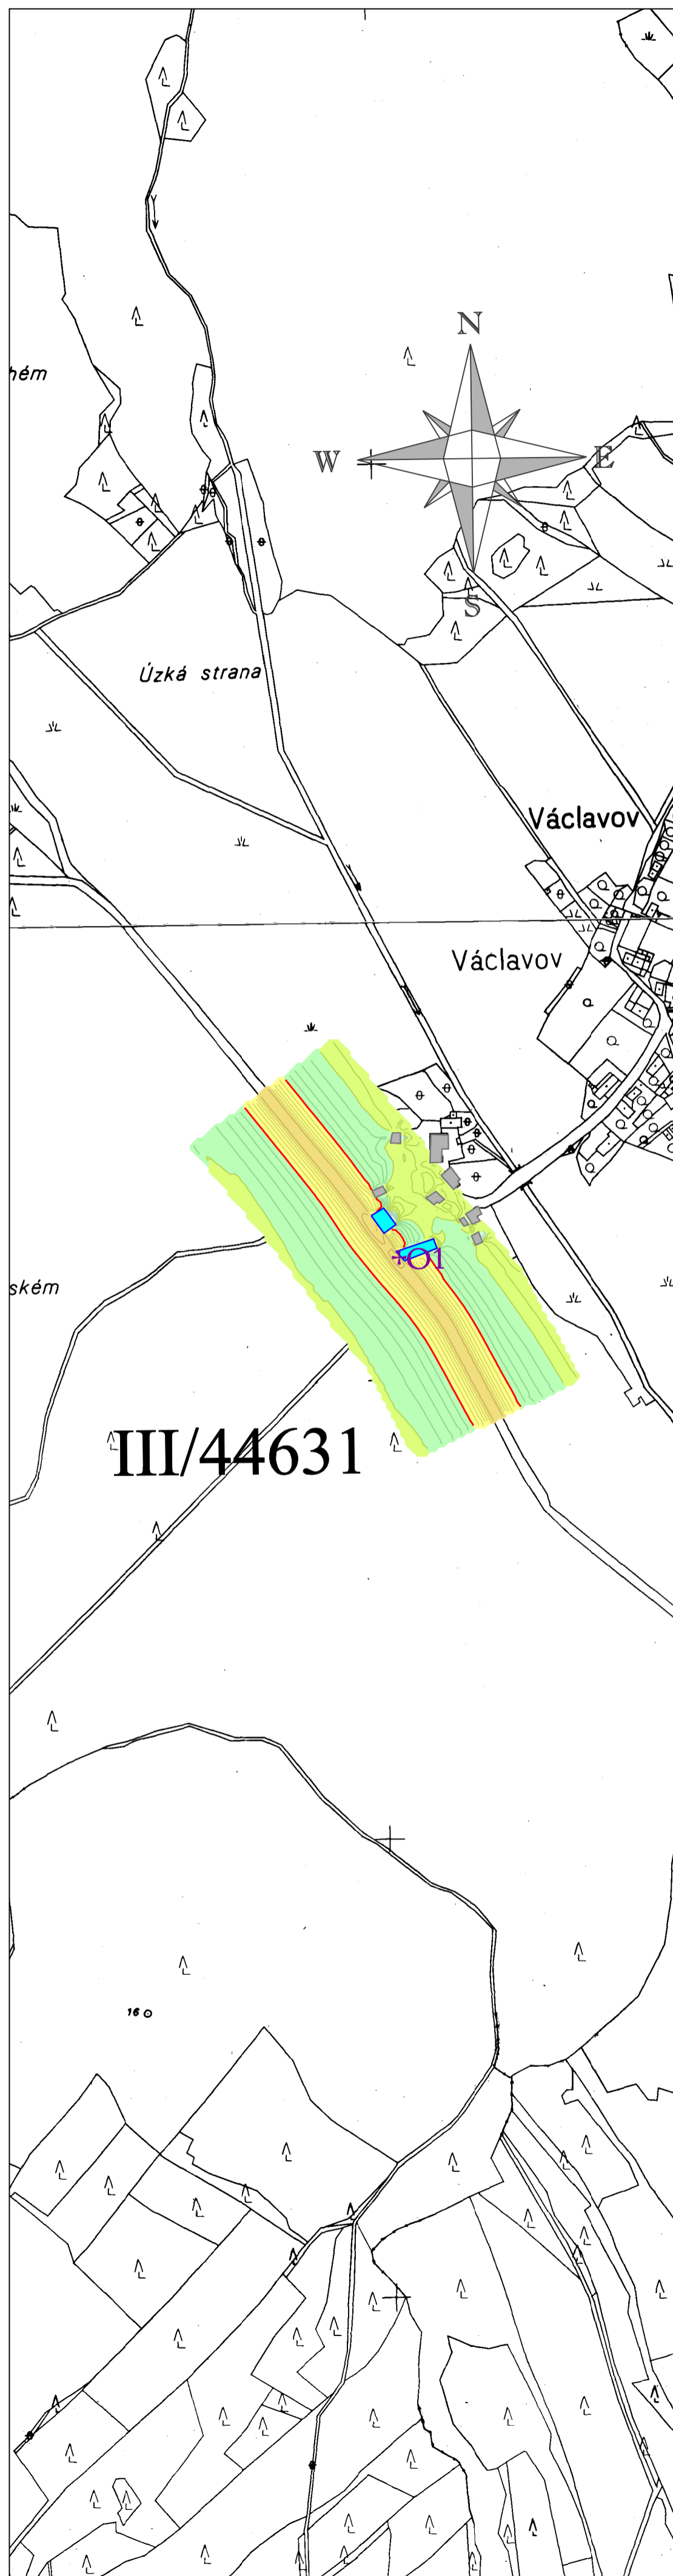 N
hém
W
E
S
Úzká strana
Václavov
Václavov
O1
ském
III/44631
16